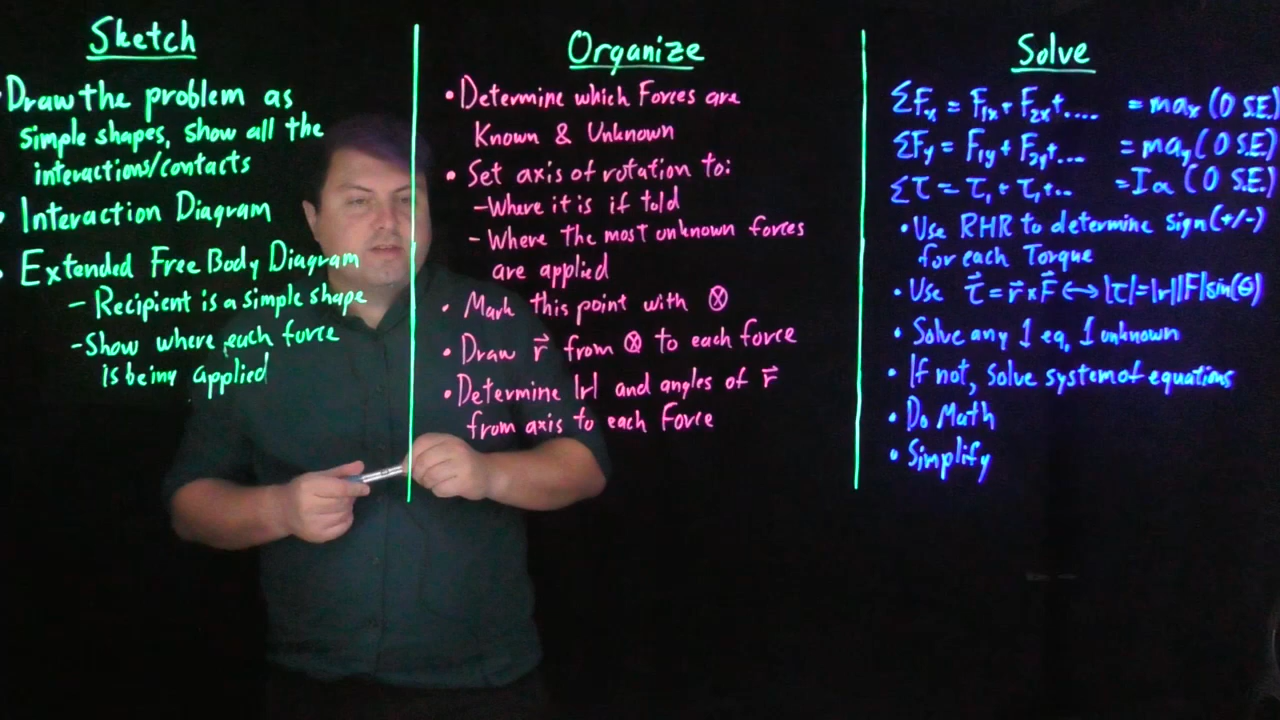 Sketch
• Draw the problem as
simple shapes, show all the
interactions/contacts
• Interaction Diagram
• Extended Free Body Diagram
– Recipient is a simple shape
– Show where each force
is being applied
Organize
• Determine which Forces are
Known & Unknown
• Set axis of rotation to:
– Where it is if told
– Where the most unknown forces
are applied
• Mark this point with ⊗
• Draw r⃗ from ⊗ to each force
• Determine |r| and angles of r⃗
from axis to each Force
Solve
ΣFₓ = F₁ₓ + F₂ₓ + .... = maₓ (0 S.E)
ΣF_y = F_1y + F_2y + .... = ma_y (0 S.E)
Στ = τ₁ + τ₂ + .. = Iα (0 S.E)
• Use RHR to determine sign (+/-)
for each Torque
• Use τ⃗ = r⃗ × F⃗ ↔ |τ| = |r||F|sin(θ)
• Solve any 1 eq, 1 unknown
• If not, solve system of equations
• Do Math
• Simplify